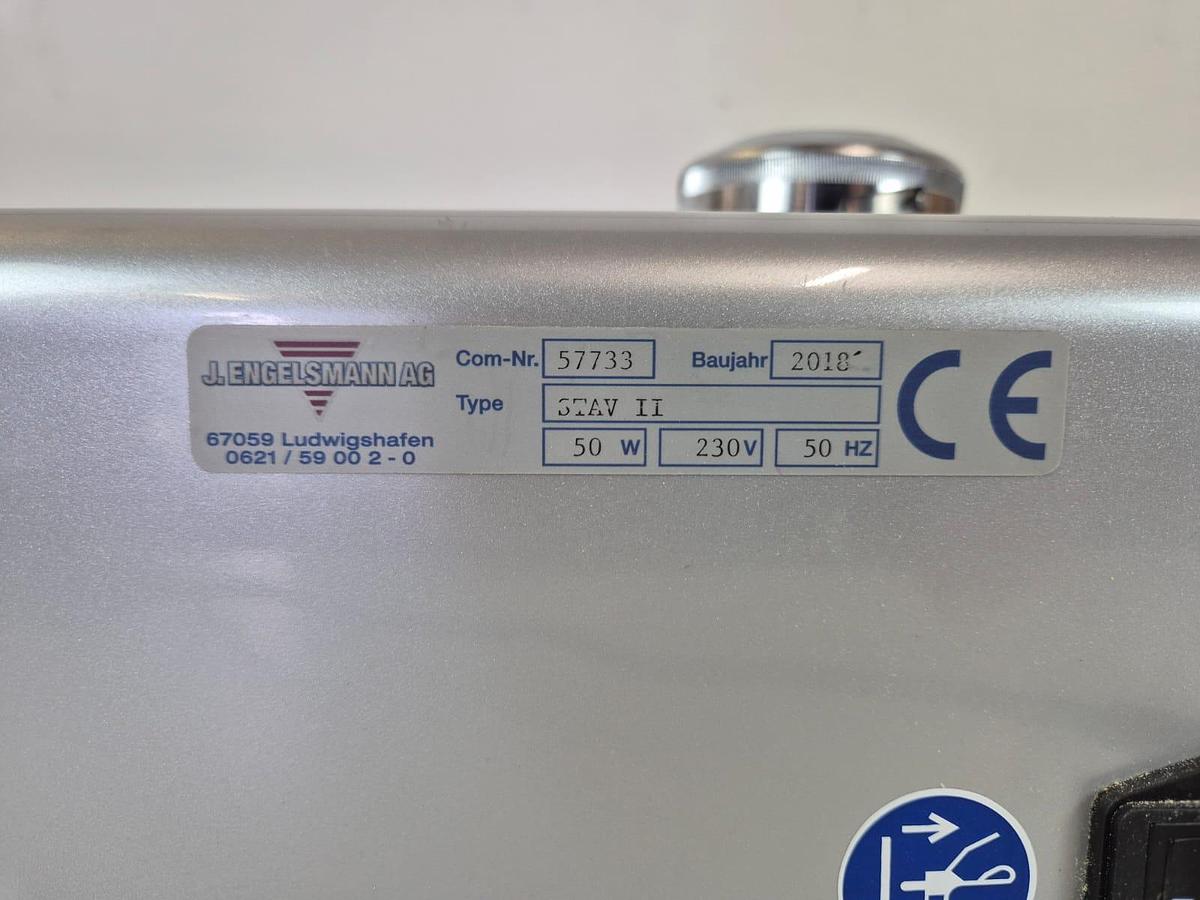 J. ENGELSMANN AG
67059 Ludwigshafen
0621 / 59 00 2 - 0
Com-Nr. 57733 Baujahr 2018
Type STAV II
50 W 230V 50 HZ
CE